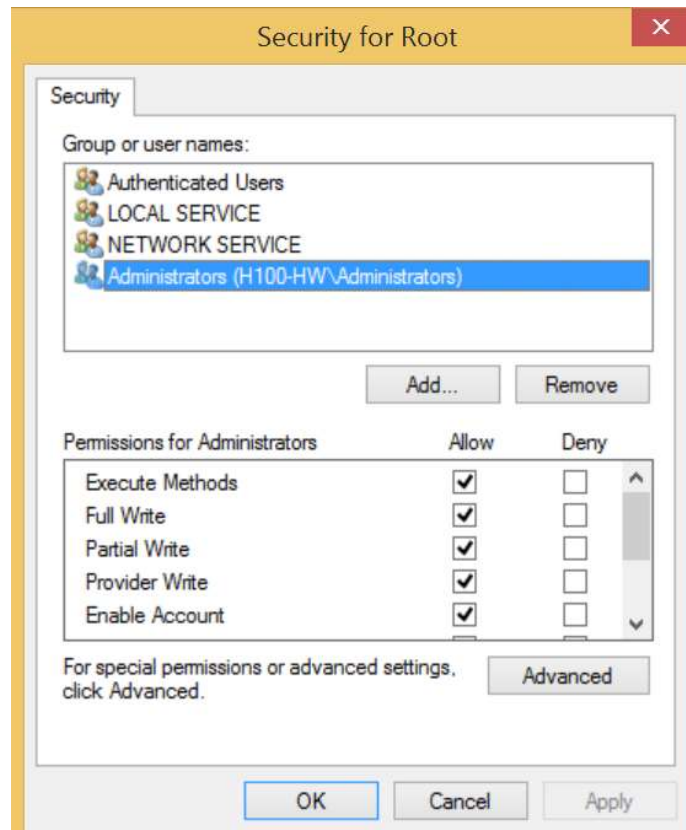 Security for Root
Security
Group or user names:
Authenticated Users
LOCAL SERVICE
NETWORK SERVICE
Administrators (H100-HW\Administrators)
Add... Remove
Permissions for Administrators Allow Deny
Execute Methods
Full Write
Partial Write
Provider Write
Enable Account
For special permissions or advanced settings,
click Advanced.
Advanced
OK Cancel Apply